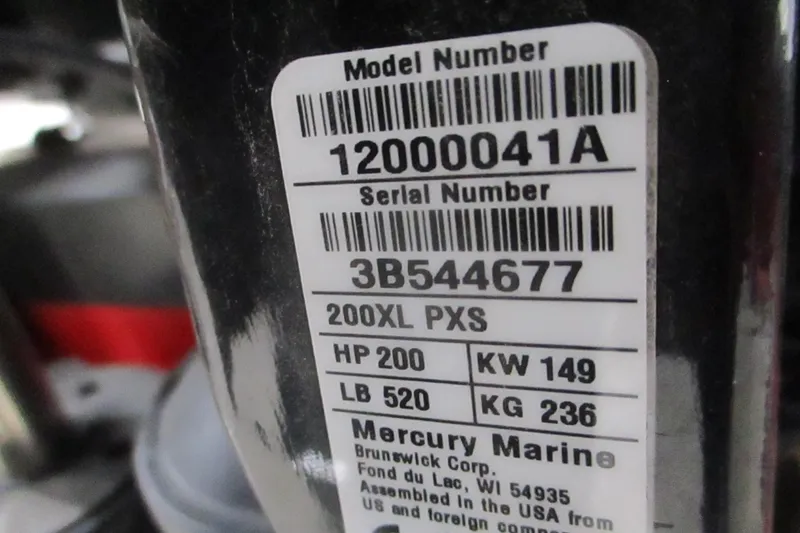 Model Number
12000041A
Serial Number
3B544677
200XL PXS
HP 200 KW 149
LB 520 KG 236
Mercury Marine
Brunswick Corp.
Fond du Lac, WI 54935
Assembled in the USA from
US and foreign